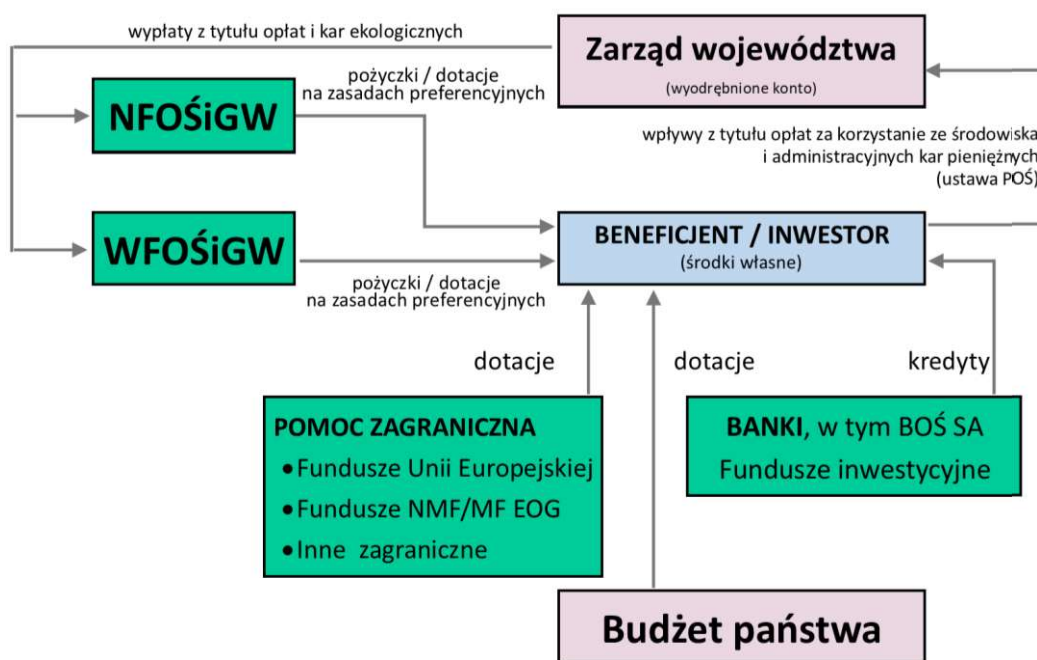 wypłaty z tytułu opłat i kar ekologicznych
Zarząd województwa
(wyodrębnione konto)
pożyczki / dotacje
na zasadach preferencyjnych
NFOŚiGW
wpływy z tytułu opłat za korzystanie ze środowiska
i administracyjnych kar pieniężnych
(ustawa POŚ)
WFOŚiGW
BENEFICJENT / INWESTOR
(środki własne)
pożyczki / dotacje
na zasadach preferencyjnych
dotacje
dotacje
kredyty
POMOC ZAGRANICZNA
• Fundusze Unii Europejskiej
• Fundusze NMF/MF EOG
• Inne zagraniczne
BANKI, w tym BOŚ SA
Fundusze inwestycyjne
Budżet państwa